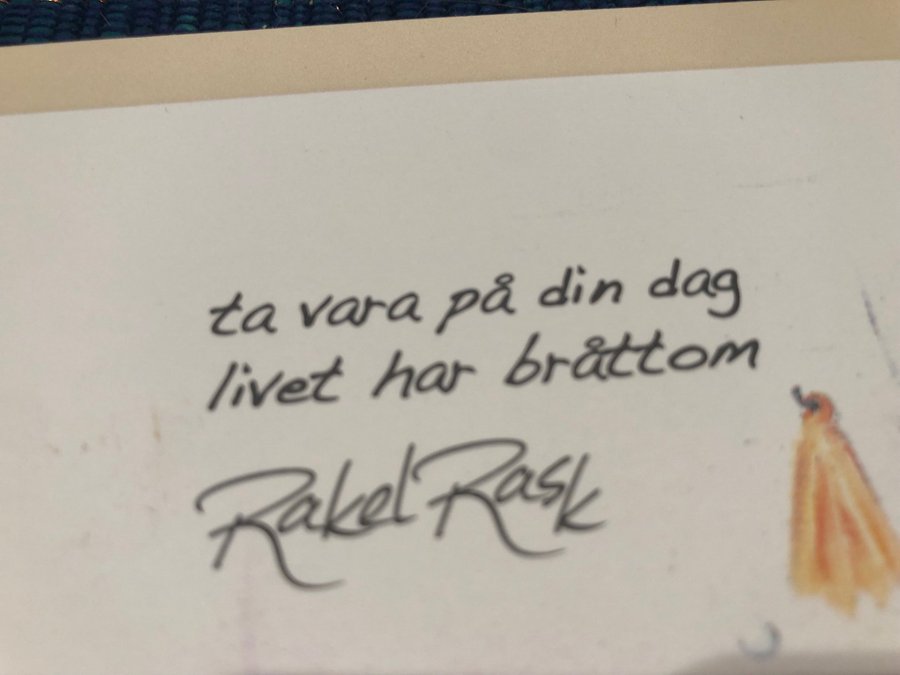 ta vara på din dag
livet har bråttom
Rakel Rask